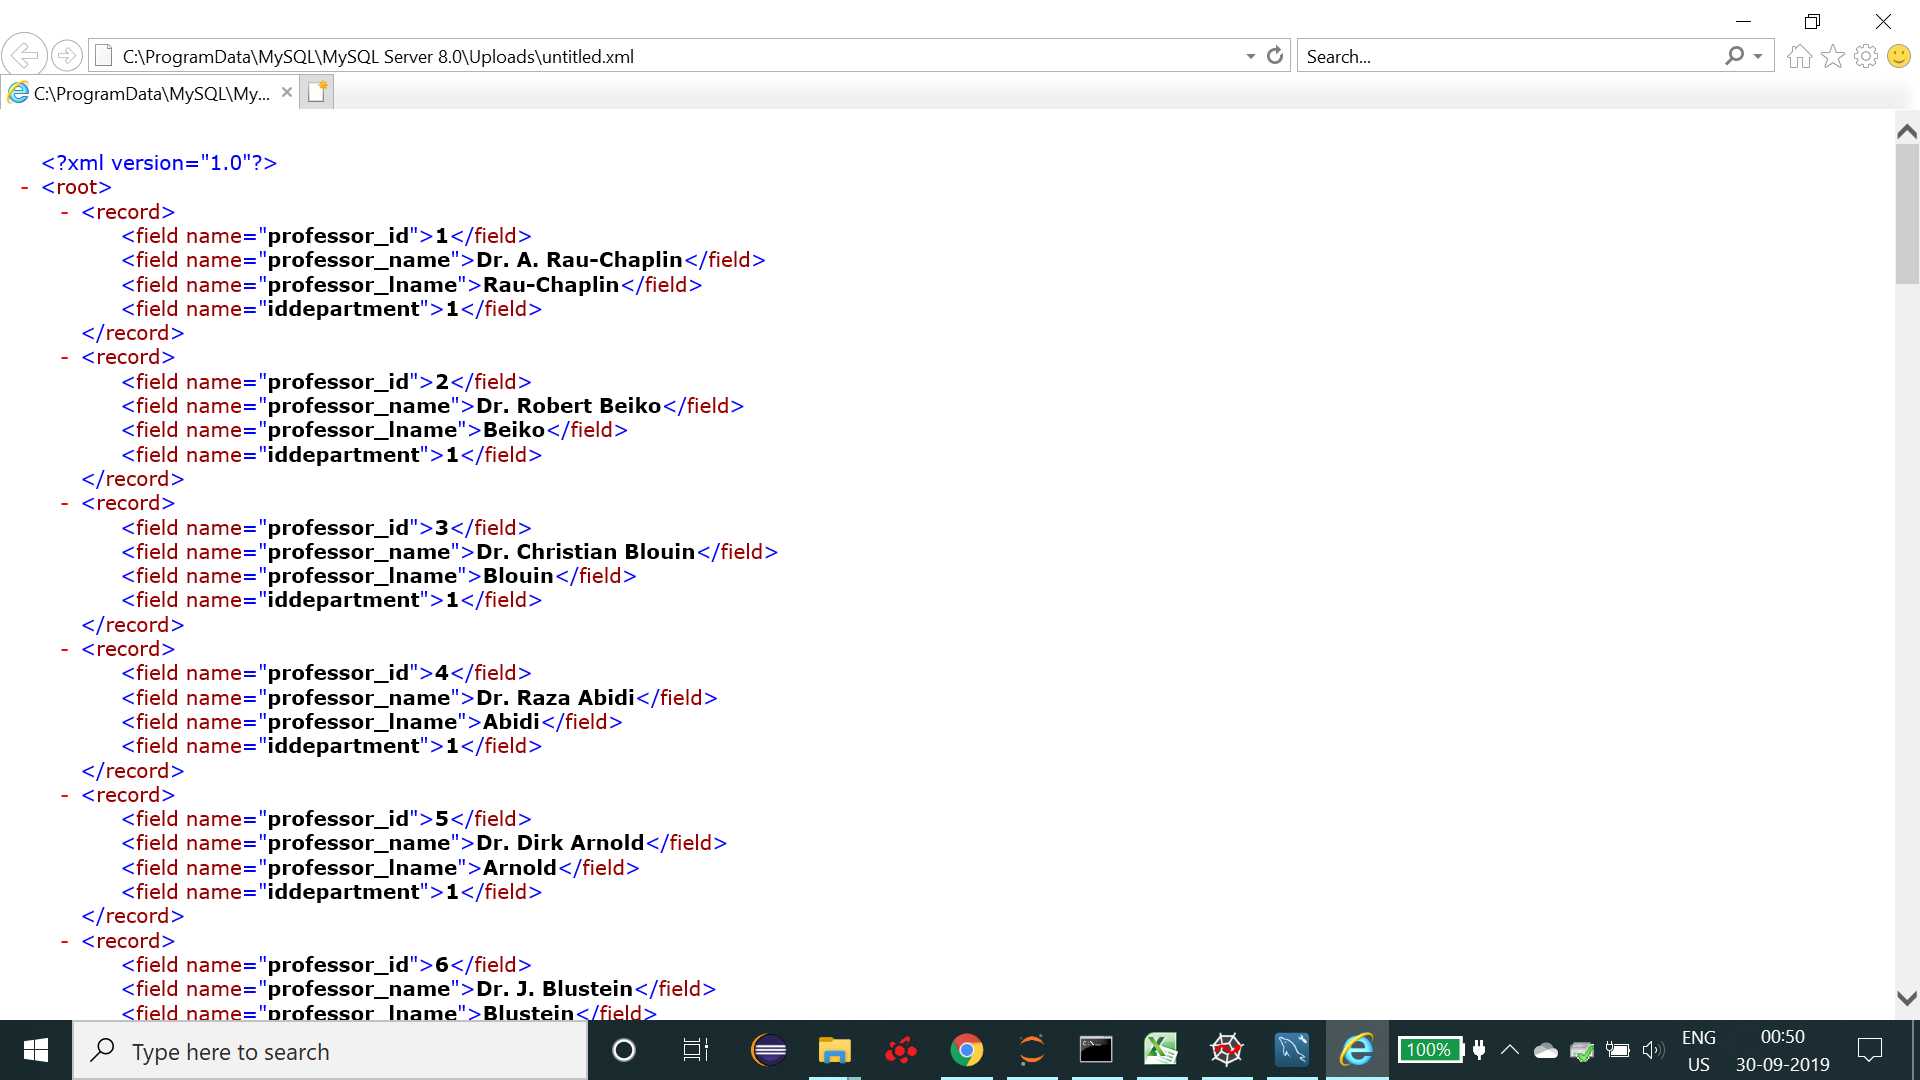 C:\ProgramData\MySQL\MySQL Server 8.0\Uploads\untitled.xml
Search...
C:\ProgramData\MySQL\My...
<?xml version="1.0"?>
- <root>
- <record>
<field name="professor_id">1</field>
<field name="professor_name">Dr. A. Rau-Chaplin</field>
<field name="professor_lname">Rau-Chaplin</field>
<field name="iddepartment">1</field>
</record>
- <record>
<field name="professor_id">2</field>
<field name="professor_name">Dr. Robert Beiko</field>
<field name="professor_lname">Beiko</field>
<field name="iddepartment">1</field>
</record>
- <record>
<field name="professor_id">3</field>
<field name="professor_name">Dr. Christian Blouin</field>
<field name="professor_lname">Blouin</field>
<field name="iddepartment">1</field>
</record>
- <record>
<field name="professor_id">4</field>
<field name="professor_name">Dr. Raza Abidi</field>
<field name="professor_lname">Abidi</field>
<field name="iddepartment">1</field>
</record>
- <record>
<field name="professor_id">5</field>
<field name="professor_name">Dr. Dirk Arnold</field>
<field name="professor_lname">Arnold</field>
<field name="iddepartment">1</field>
</record>
- <record>
<field name="professor_id">6</field>
<field name="professor_name">Dr. J. Blustein</field>
<field name="professor_lname">Blustein</field>
Type here to search
100%
ENG
US
00:50
30-09-2019